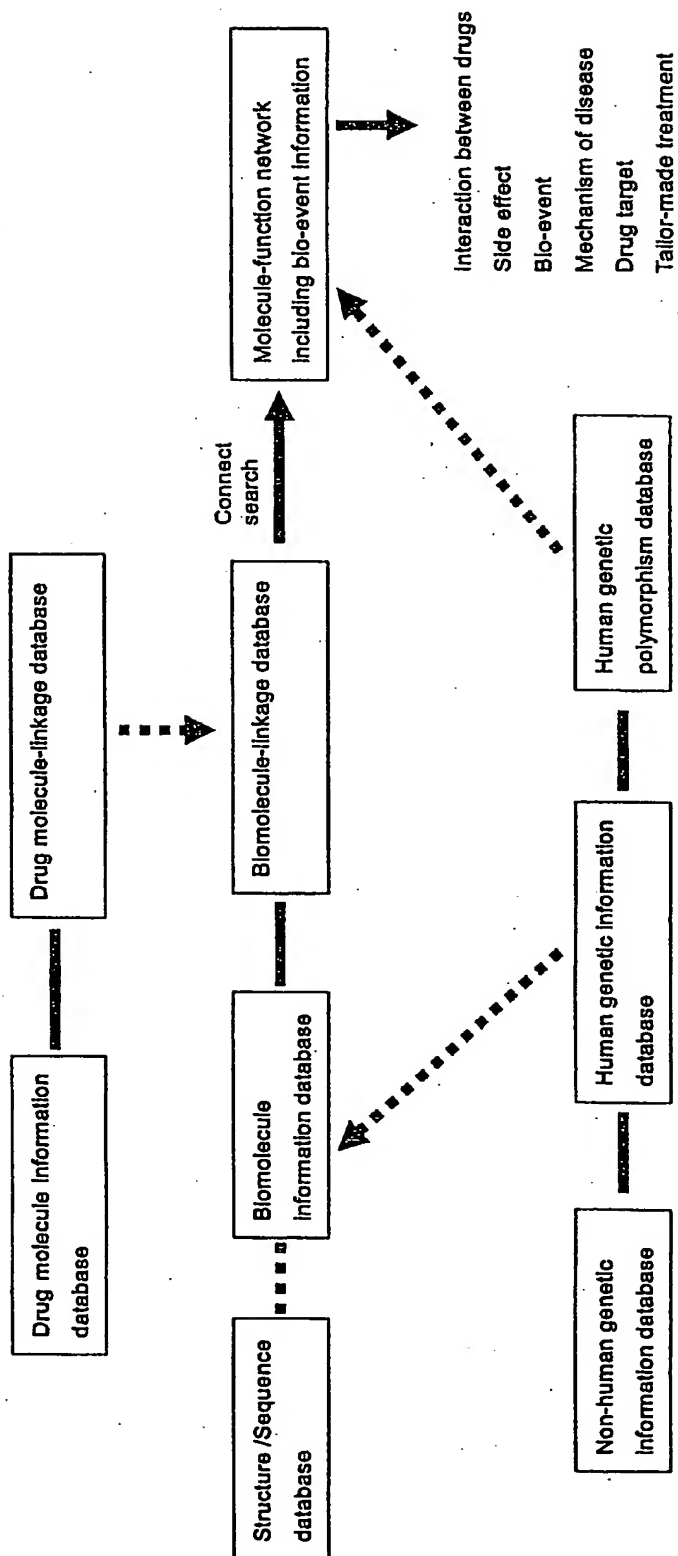 Drug molecule Information
database
Drug molecule-linkage database
Structure /Sequence
database
Biomolecule
information database
Biomolecule-linkage database
Connect
search
Molecule-function network
including bio-event information
Interaction between drugs
Side effect
Bio-event
Mechanism of disease
Drug target
Tailor-made treatment
Non-human genetic
Information database
Human genetic information
database
Human genetic
polymorphism database